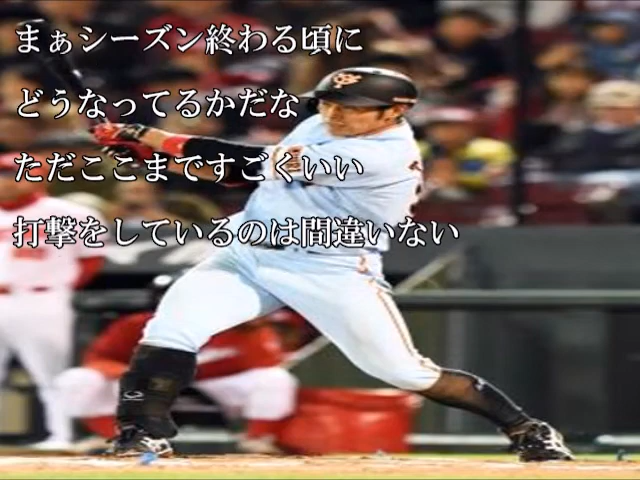 まぁシーズン終わる頃に
どうなってるかだな
ただここまですごくいい
打撃をしているのは間違いない